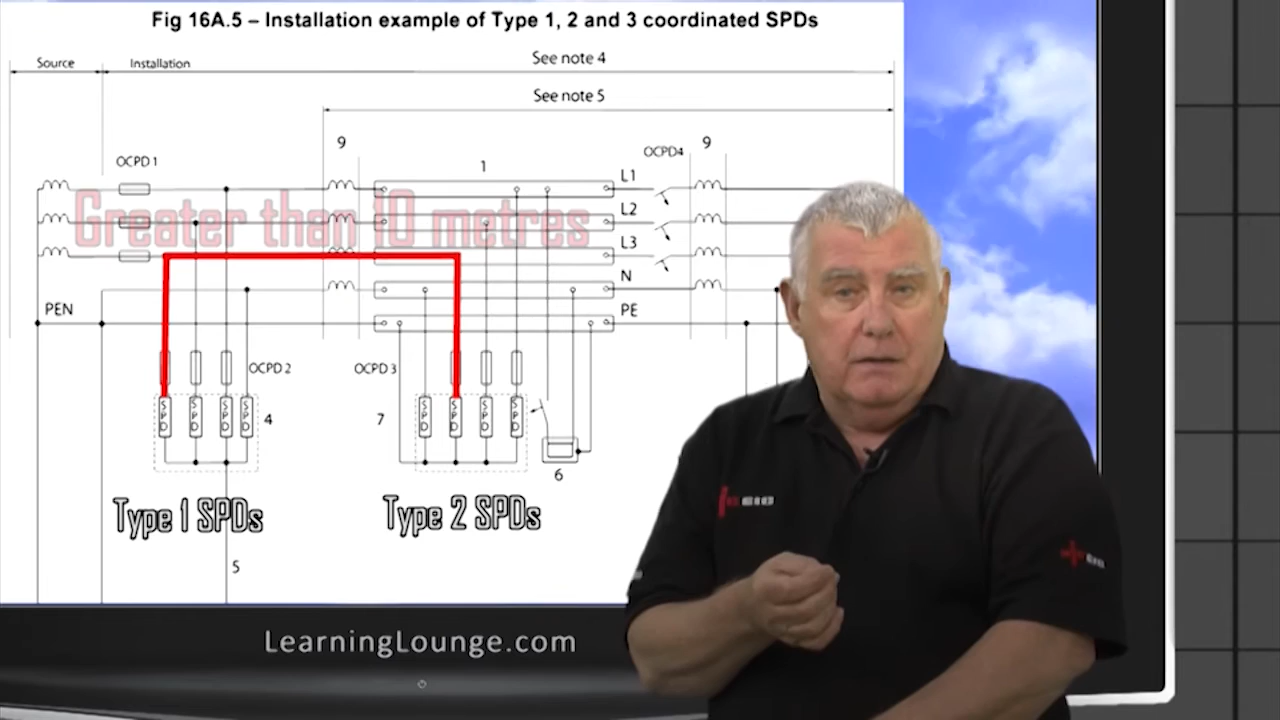 Fig 16A.5 – Installation example of Type 1, 2 and 3 coordinated SPDs
See note 4
Source
Installation
See note 5
9
9
OCPD 1
1
OCPD4
L1
L2
L3
N
PE
Greater than 10 metres
PEN
OCPD 2
OCPD 3
SPD
SPD
SPD
SPD
4
7
SPD
SPD
SPD
SPD
6
Type 1 SPDs
Type 2 SPDs
5
LearningLounge.com